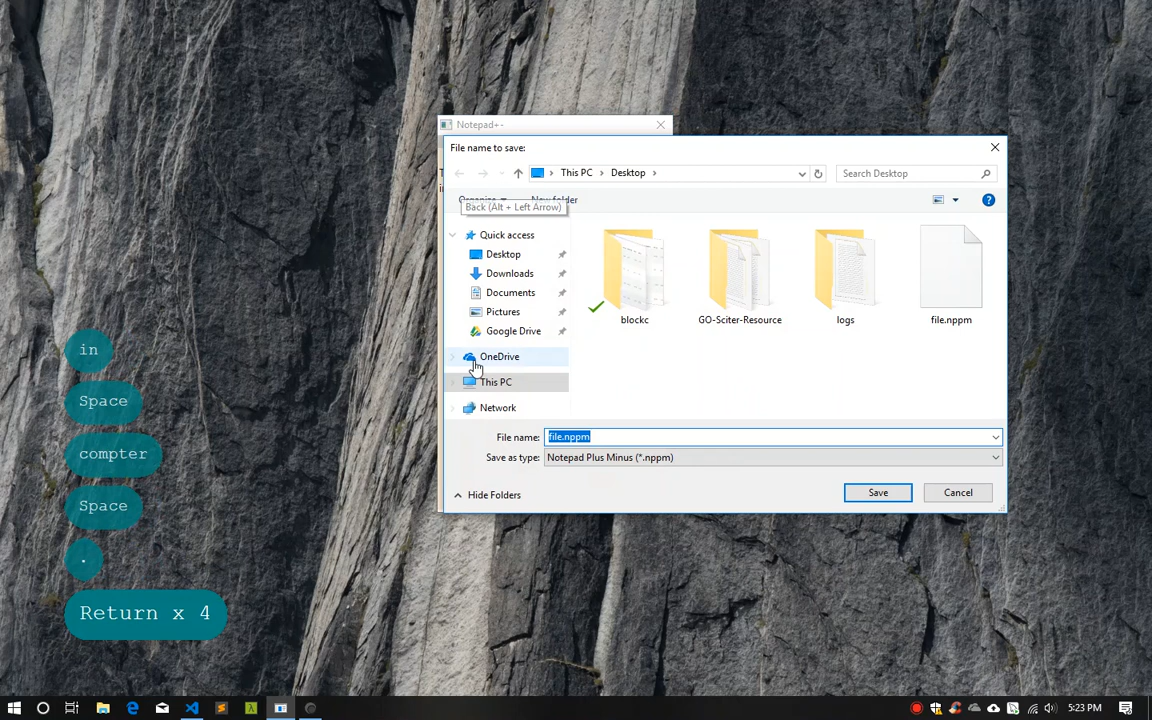 Notepad+-
File name to save:
This PC
Desktop
Search Desktop
Back (Alt + Left Arrow)
New folder
Quick access
Desktop
Downloads
Documents
Pictures
Google Drive
OneDrive
This PC
Network
blockc
GO-Sciter-Resource
logs
file.nppm
File name:
file.nppm
Save as type:
Notepad Plus Minus (*.nppm)
Hide Folders
Save
Cancel
in
Space
compter
Space
.
Return x 4
5:23 PM